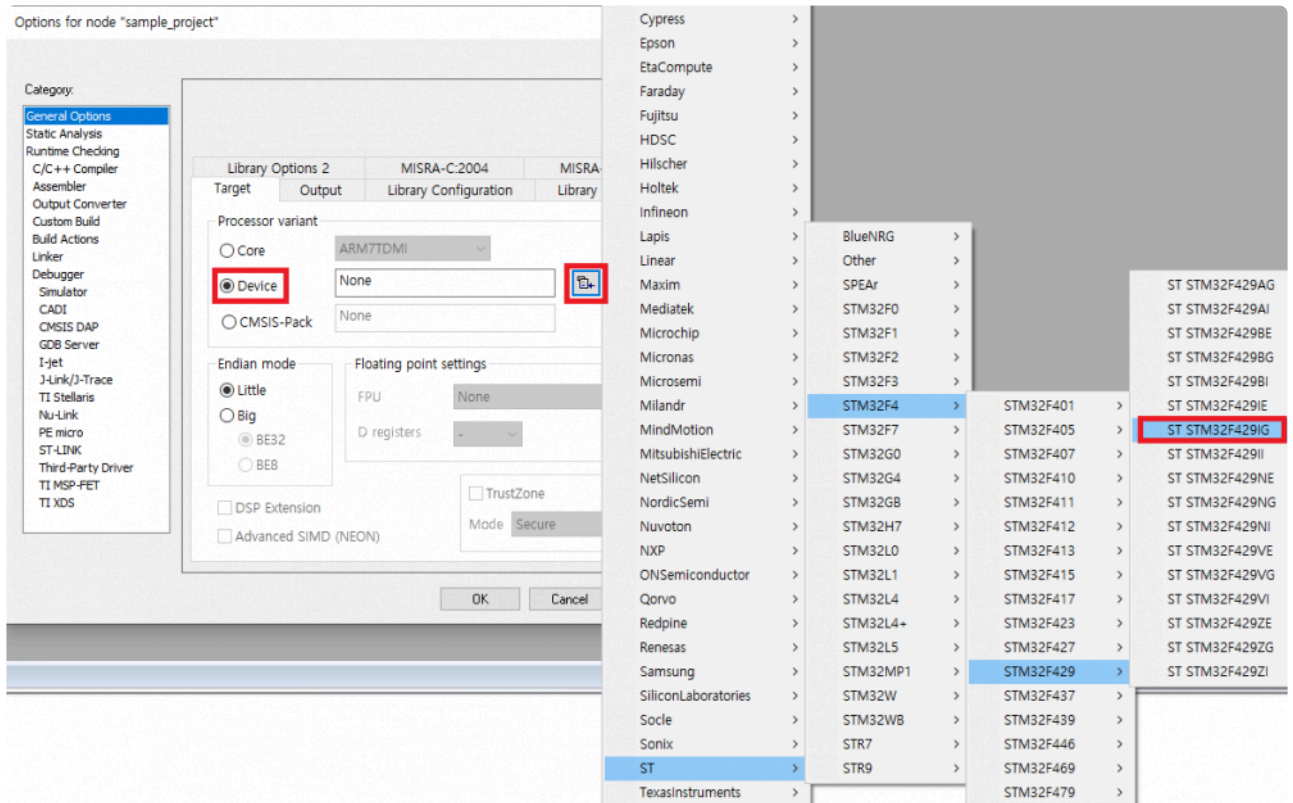 Options for node "sample_project"
Category:
General Options
Static Analysis
Runtime Checking
C/C++ Compiler
Assembler
Output Converter
Custom Build
Build Actions
Linker
Debugger
Simulator
CADI
CMSIS DAP
GDB Server
I-jet
J-Link/J-Trace
TI Stellaris
Nu-Link
PE micro
ST-LINK
Third-Party Driver
TI MSP-FET
TI XDS
Library Options 2 MISRA-C:2004 MISRA-
Target Output Library Configuration Library
Processor variant
Core ARM7TDMI
Device None
CMSIS-Pack None
Endian mode
Little
Big
BE32
BE8
Floating point settings
FPU None
D registers -
DSP Extension
Advanced SIMD (NEON)
TrustZone
Mode Secure
OK Cancel
Cypress
Epson
EtaCompute
Faraday
Fujitsu
HDSC
Hilscher
Holtek
Infineon
Lapis
Linear
Maxim
Mediatek
Microchip
Micronas
Microsemi
Milandr
MindMotion
MitsubishiElectric
NetSilicon
NordicSemi
Nuvoton
NXP
ONSemiconductor
Qorvo
Redpine
Renesas
Samsung
SiliconLaboratories
Socle
Sonix
ST
TexasInstruments
BlueNRG
Other
SPEAr
STM32F0
STM32F1
STM32F2
STM32F3
STM32F4
STM32F7
STM32G0
STM32G4
STM32GB
STM32H7
STM32L0
STM32L1
STM32L4
STM32L4+
STM32L5
STM32MP1
STM32W
STM32WB
STR7
STR9
STM32F401
STM32F405
STM32F407
STM32F410
STM32F411
STM32F412
STM32F413
STM32F415
STM32F417
STM32F423
STM32F427
STM32F429
STM32F437
STM32F439
STM32F446
STM32F469
STM32F479
ST STM32F429AG
ST STM32F429AI
ST STM32F429BE
ST STM32F429BG
ST STM32F429BI
ST STM32F429IE
ST STM32F429IG
ST STM32F429II
ST STM32F429NE
ST STM32F429NG
ST STM32F429NI
ST STM32F429VE
ST STM32F429VG
ST STM32F429VI
ST STM32F429ZE
ST STM32F429ZG
ST STM32F429ZI